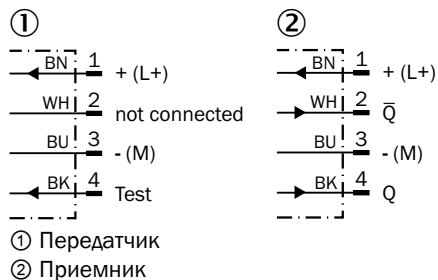 ① ②
BN 1 + (L+)
WH 2 not connected
BU 3 - (M)
BK 4 Test
BN 1 + (L+)
WH 2 Q̅
BU 3 - (M)
BK 4 Q
① Передатчик
② Приемник